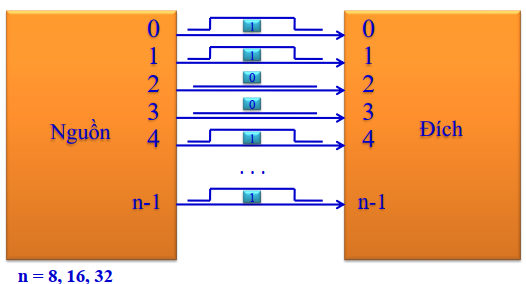 0 1 0
1 1 1
2 0 2
3 0 3
Nguồn 4 1 4 Đích
...
n-1 1 n-1
n = 8, 16, 32